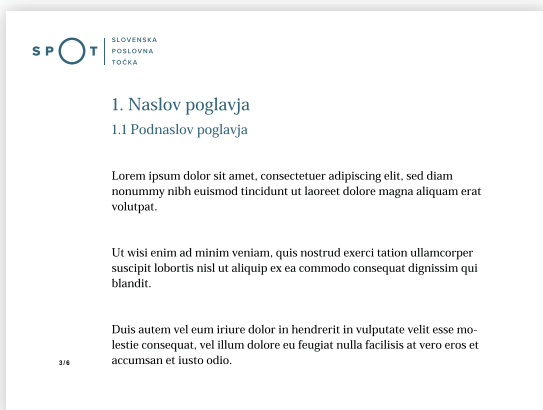 SPOT
SLOVENSKA
POSLOVNA
TOČKA
1. Naslov poglavja
1.1 Podnaslov poglavja
Lorem ipsum dolor sit amet, consectetuer adipiscing elit, sed diam
nonummy nibh euismod tincidunt ut laoreet dolore magna aliquam erat
volutpat.
Ut wisi enim ad minim veniam, quis nostrud exerci tation ullamcorper
suscipit lobortis nisl ut aliquip ex ea commodo consequat dignissim qui
blandit.
Duis autem vel eum iriure dolor in hendrerit in vulputate velit esse mo-
lestie consequat, vel illum dolore eu feugiat nulla facilisis at vero eros et
accumsan et iusto odio.
3/6